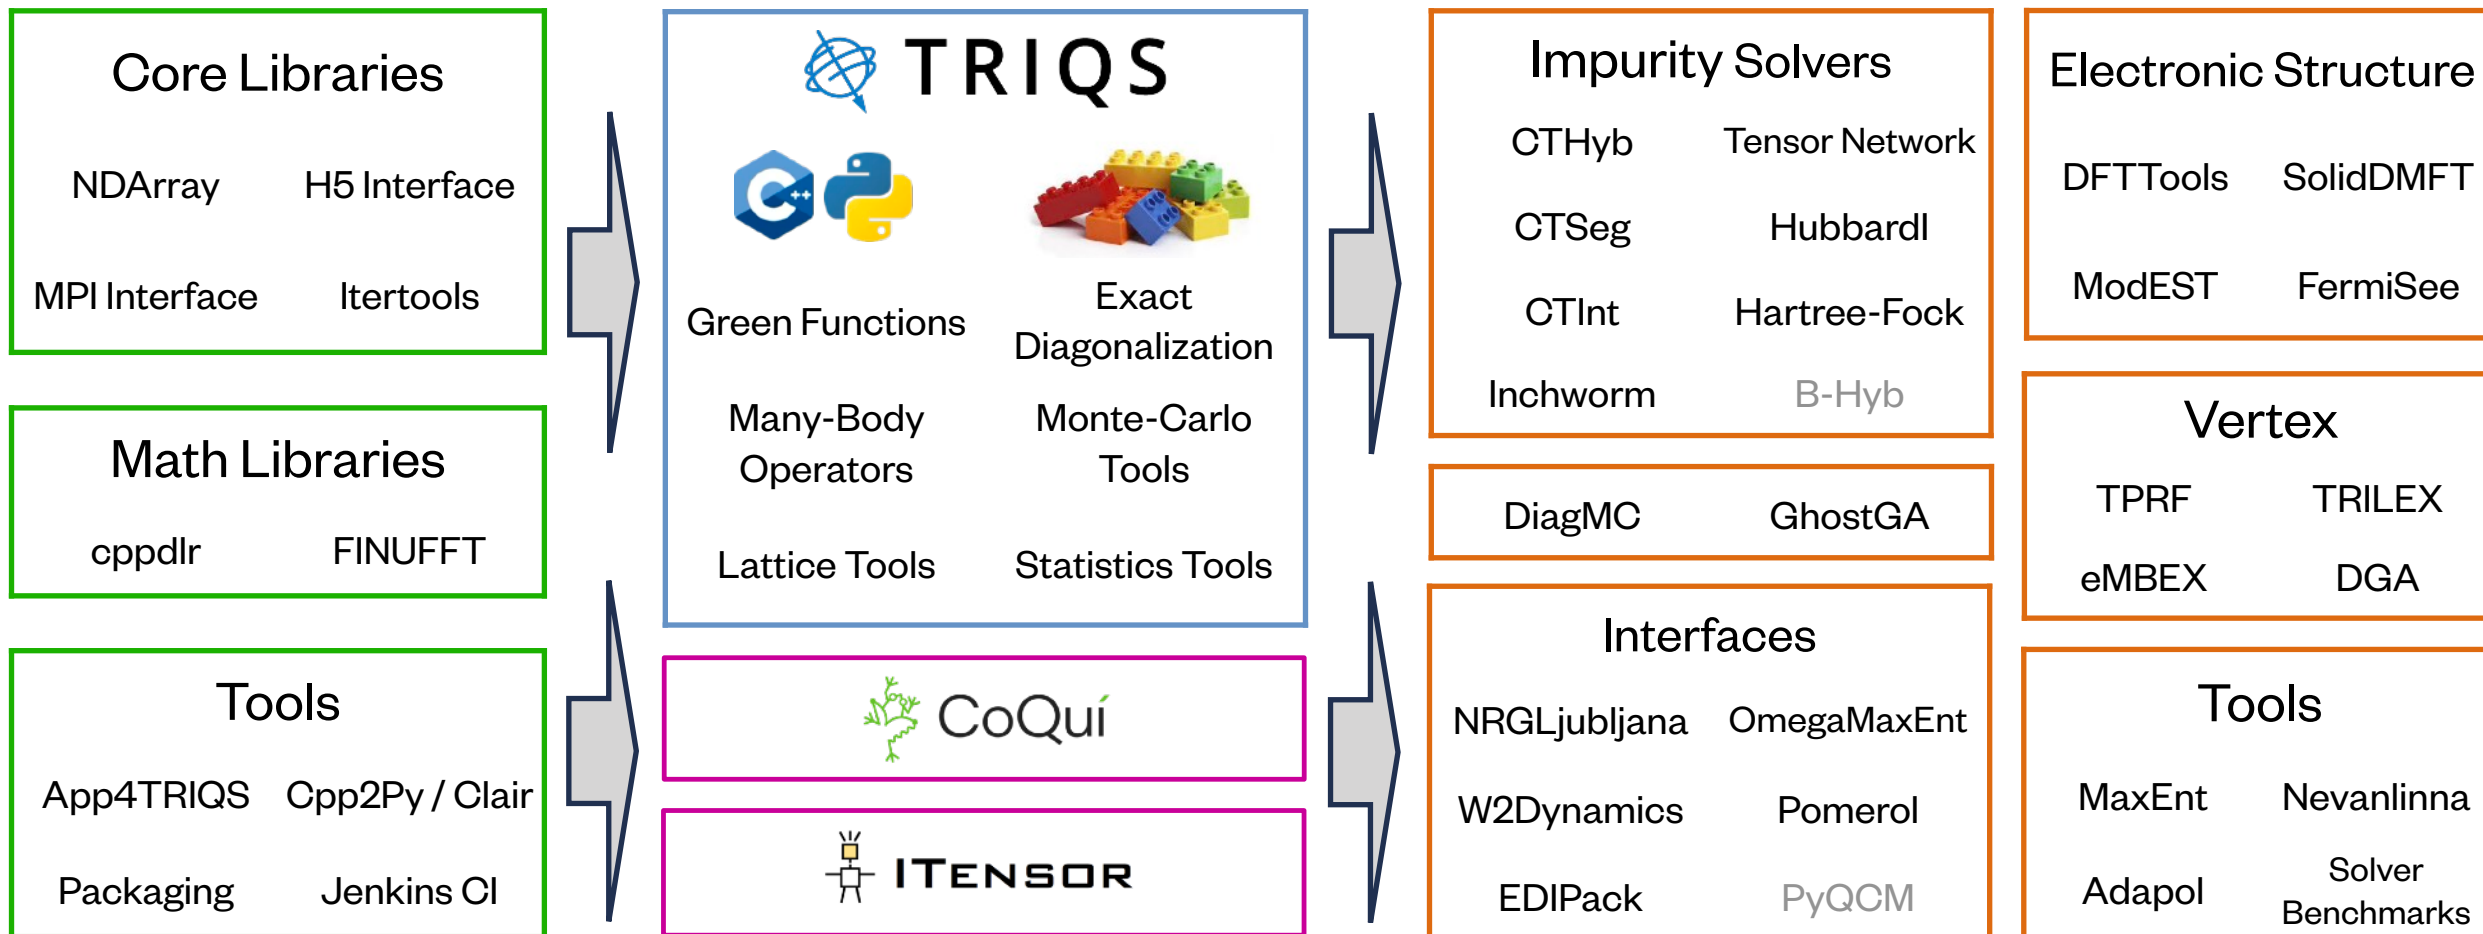 Core Libraries
NDArray H5 Interface
MPI Interface Itertools
Math Libraries
cppdlr FINUFFT
Tools
App4TRIQS Cpp2Py / Clair
Packaging Jenkins CI
TRIQS
C++
Green Functions
Exact
Diagonalization
Many-Body
Operators
Monte-Carlo
Tools
Lattice Tools
Statistics Tools
CoQuí
ITENSOR
Impurity Solvers
CTHyb Tensor Network
CTSeg HubbardI
CTInt Hartree-Fock
Inchworm B-Hyb
DiagMC GhostGA
Interfaces
NRGLjubljana OmegaMaxEnt
W2Dynamics Pomerol
EDIPack PyQCM
Electronic Structure
DFTTools SolidDMFT
ModEST FermiSee
Vertex
TPRF TRILEX
eMBEX DGA
Tools
MaxEnt Nevanlinna
Adapol
Solver
Benchmarks